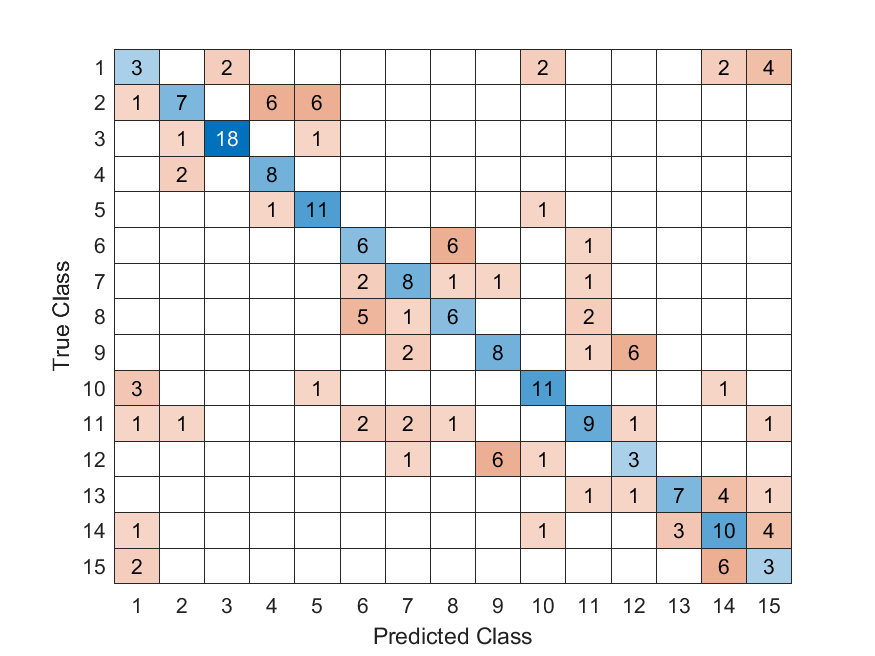 1 3 2 2 2 4
2 1 7 6 6
3 1 18 1
4 2 8
5 1 11 1
6 6 6 1
7 2 8 1 1 1
8 5 1 6 2
9 2 8 1 6
10 3 1 11 1
11 1 1 2 2 1 9 1 1
12 1 6 1 3
13 1 1 7 4 1
14 1 1 3 10 4
15 2 6 3
1 2 3 4 5 6 7 8 9 10 11 12 13 14 15
Predicted Class
True Class